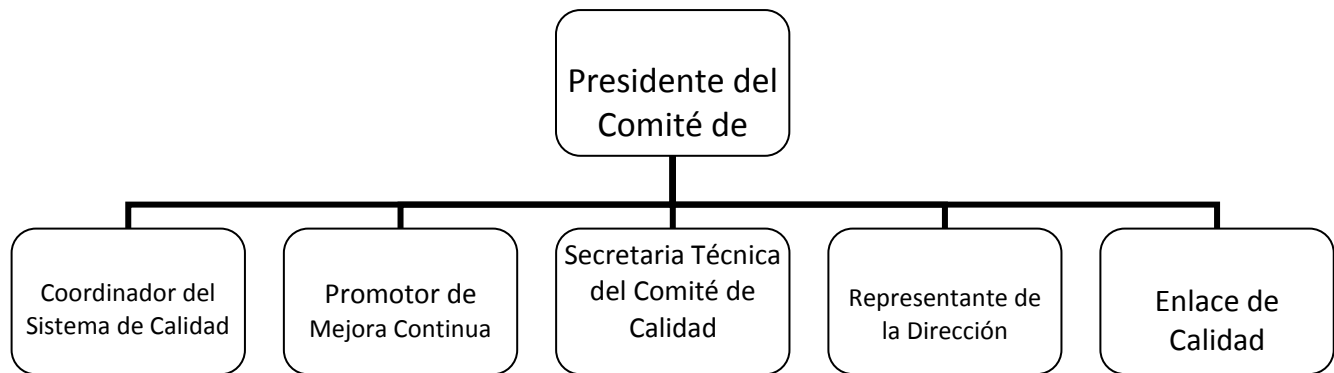 Presidente del
Comité de
Coordinador del
Sistema de Calidad
Promotor de
Mejora Continua
Secretaria Técnica
del Comité de
Calidad
Representante de
la Dirección
Enlace de
Calidad